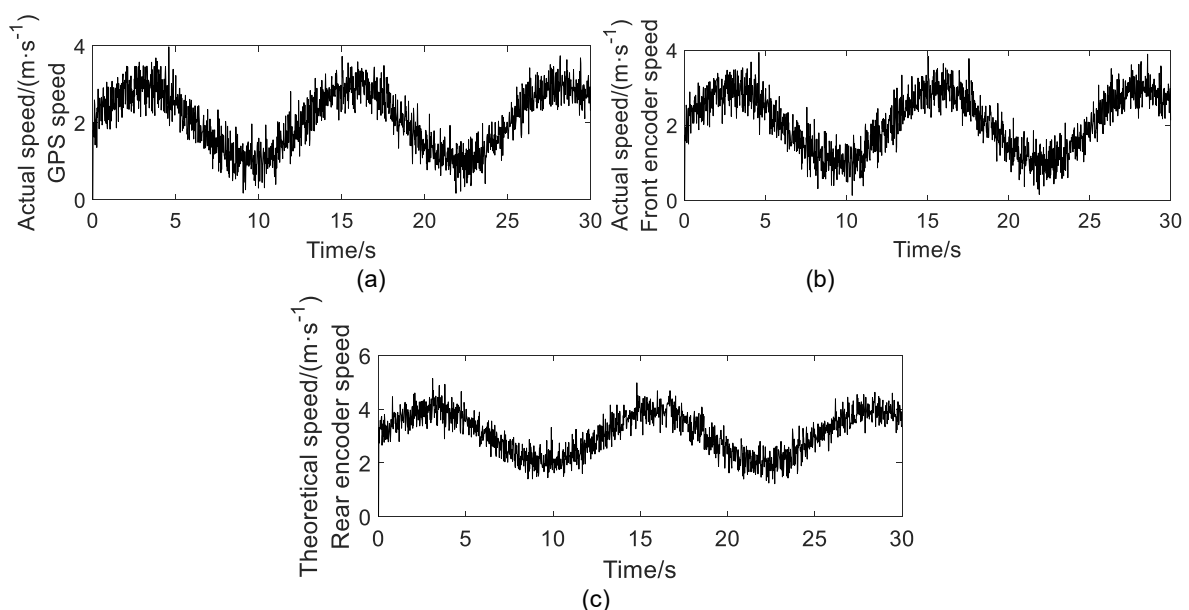 Actual speed/(m·s⁻¹)
GPS speed
4
2
0
0 5 10 15 20 25 30
Time/s
(a)
Actual speed/(m·s⁻¹)
Front encoder speed
4
2
0
0 5 10 15 20 25 30
Time/s
(b)
Theoretical speed/(m·s⁻¹)
Rear encoder speed
6
4
2
0
0 5 10 15 20 25 30
Time/s
(c)